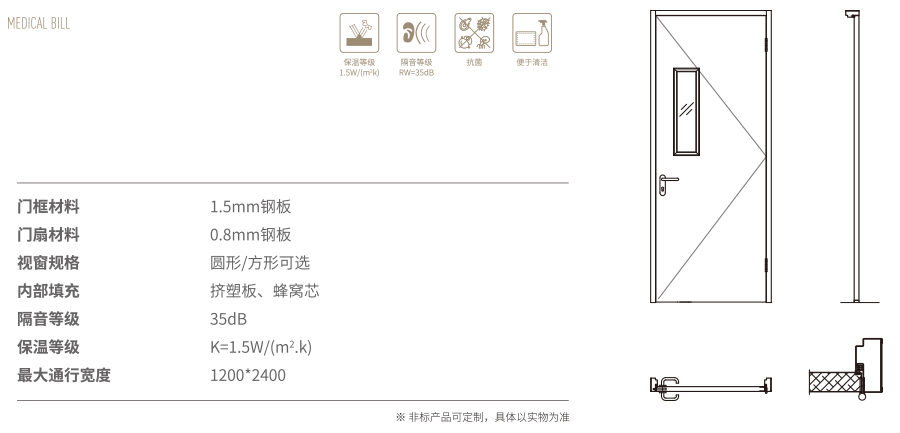 MEDICAL BILL
保温等级 隔音等级 抗菌 便于清洁
1.5W/(m²k) RW=35dB
门框材料 1.5mm钢板
门扇材料 0.8mm钢板
视窗规格 圆形/方形可选
内部填充 挤塑板、蜂窝芯
隔音等级 35dB
保温等级 K=1.5W/(m².k)
最大通行宽度 1200*2400
※ 非标产品可定制，具体以实物为准